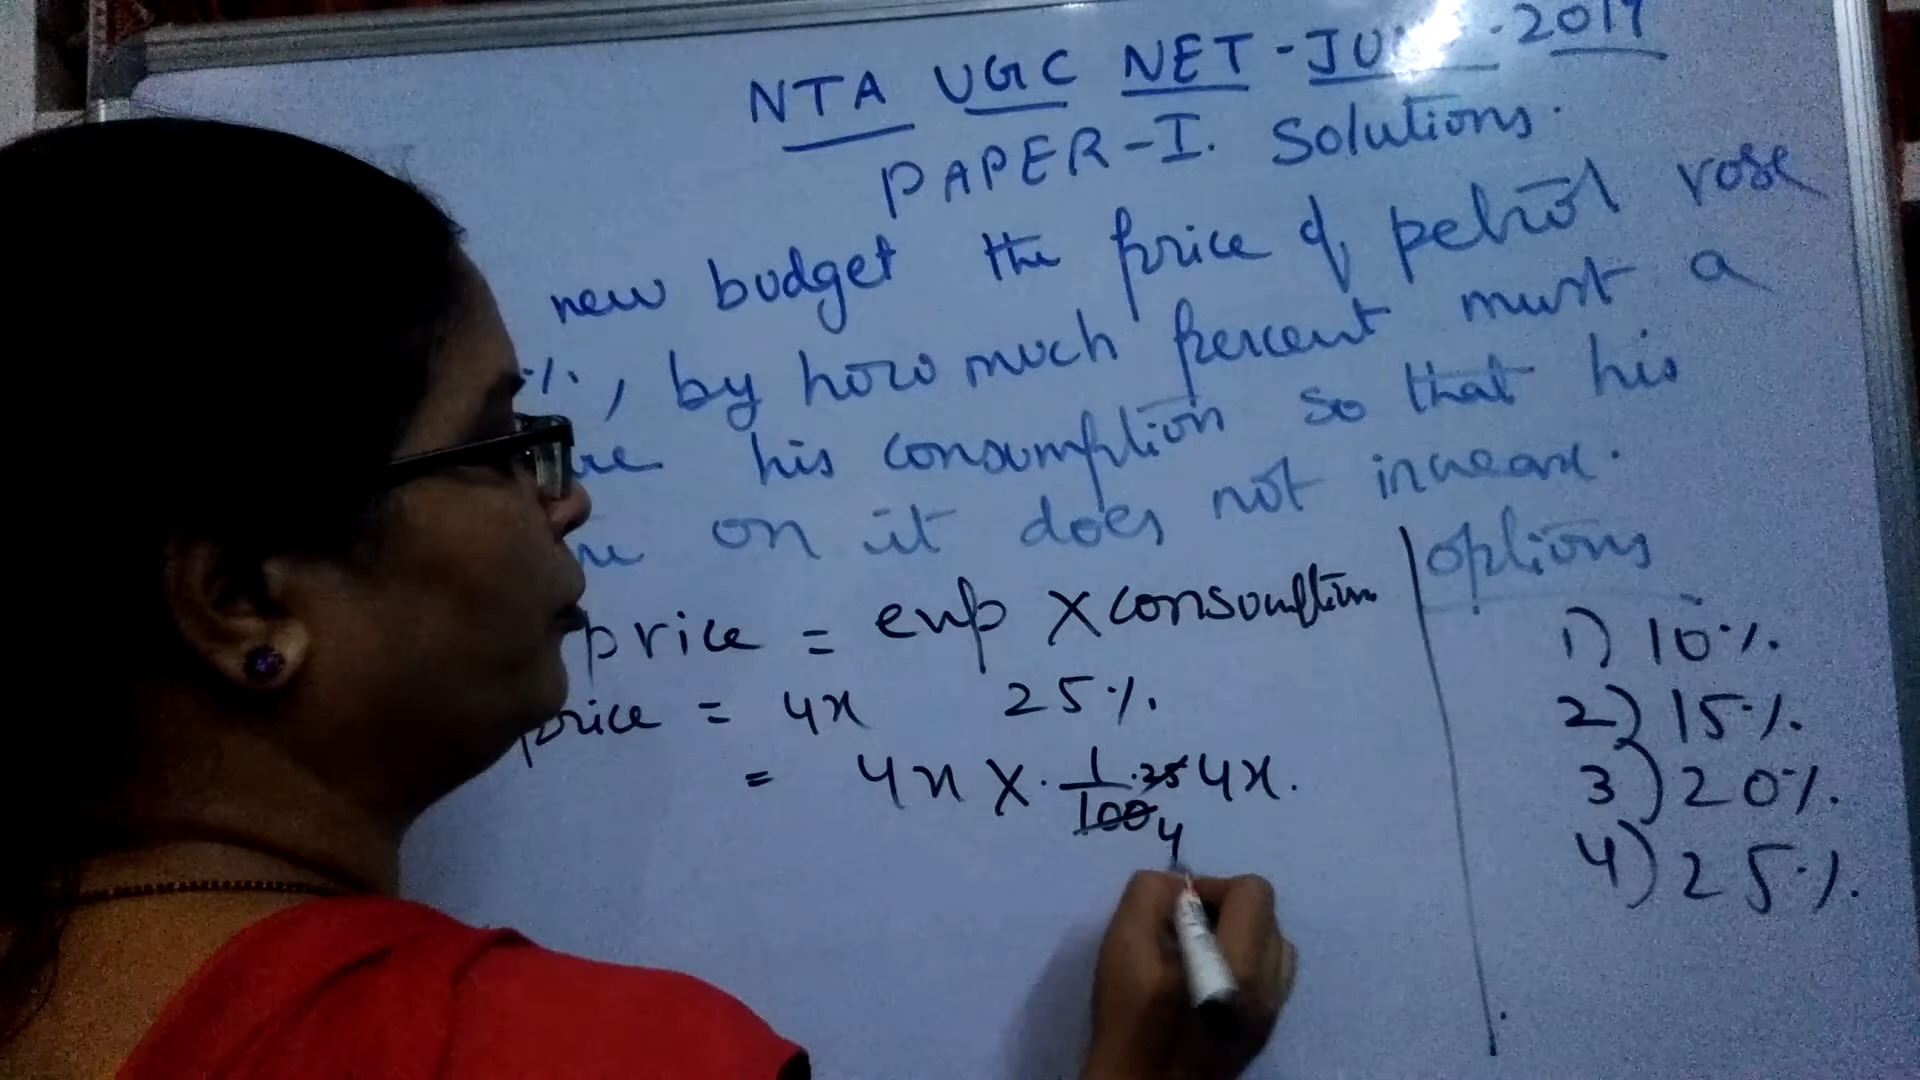 NTA UGC NET - JU 2019
PAPER-I. Solutions.
new budget the price of petrol rose
%, by how much percent must a
his consumption so that his
on it does not increase.
options
price = exp X consumption
1) 10%.
price = 4x 25%.
2) 15%.
= 4x X. 1/100 . 25 4x.
4
3) 20%.
4) 25%.